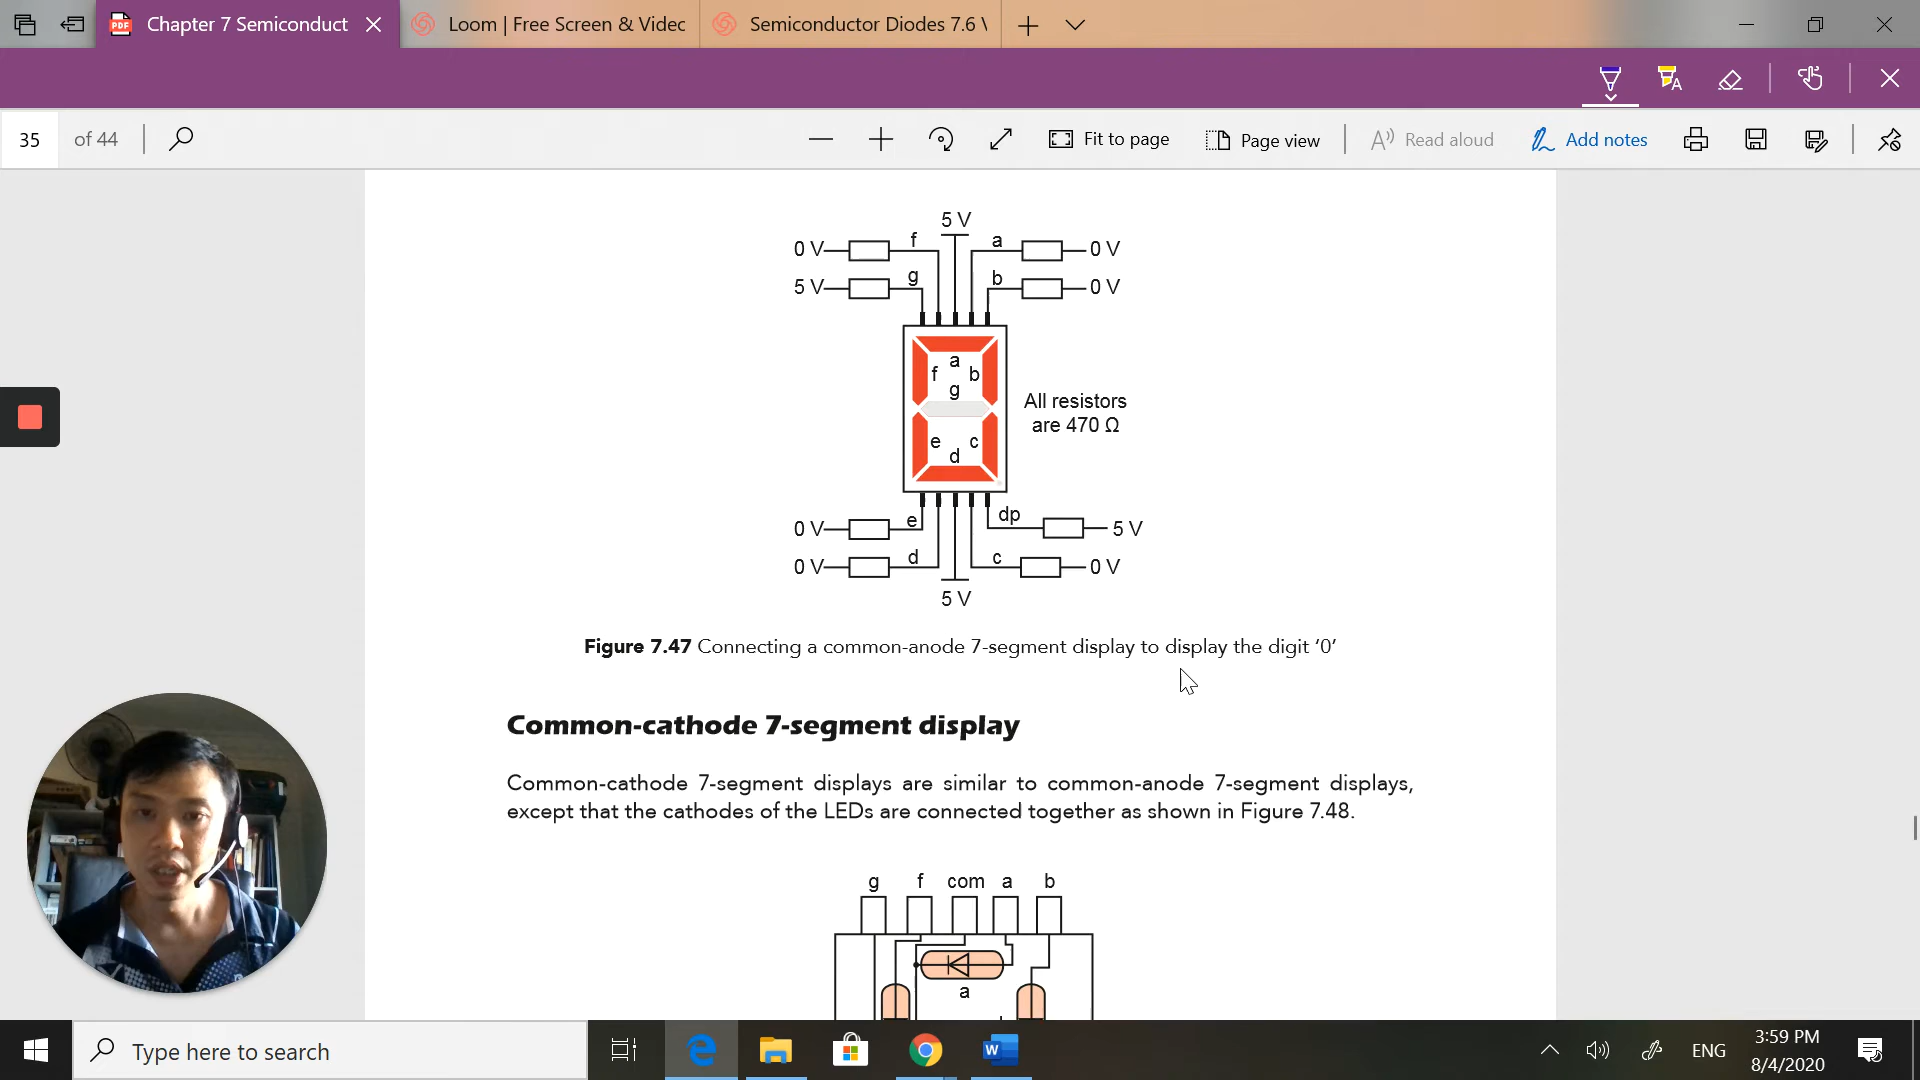 Chapter 7 Semiconduct
Loom | Free Screen & Videc
Semiconductor Diodes 7.6 \
35 of 44
Fit to page
Page view
Read aloud
Add notes
5 V
0 V f a 0 V
5 V g b 0 V
a
f b
g
All resistors
are 470 Ω
e c
d
0 V e dp 5 V
0 V d c 0 V
5 V
Figure 7.47 Connecting a common-anode 7-segment display to display the digit ‘0’
Common-cathode 7-segment display
Common-cathode 7-segment displays are similar to common-anode 7-segment displays,
except that the cathodes of the LEDs are connected together as shown in Figure 7.48.
g f com a b
a
Type here to search
ENG
3:59 PM
8/4/2020